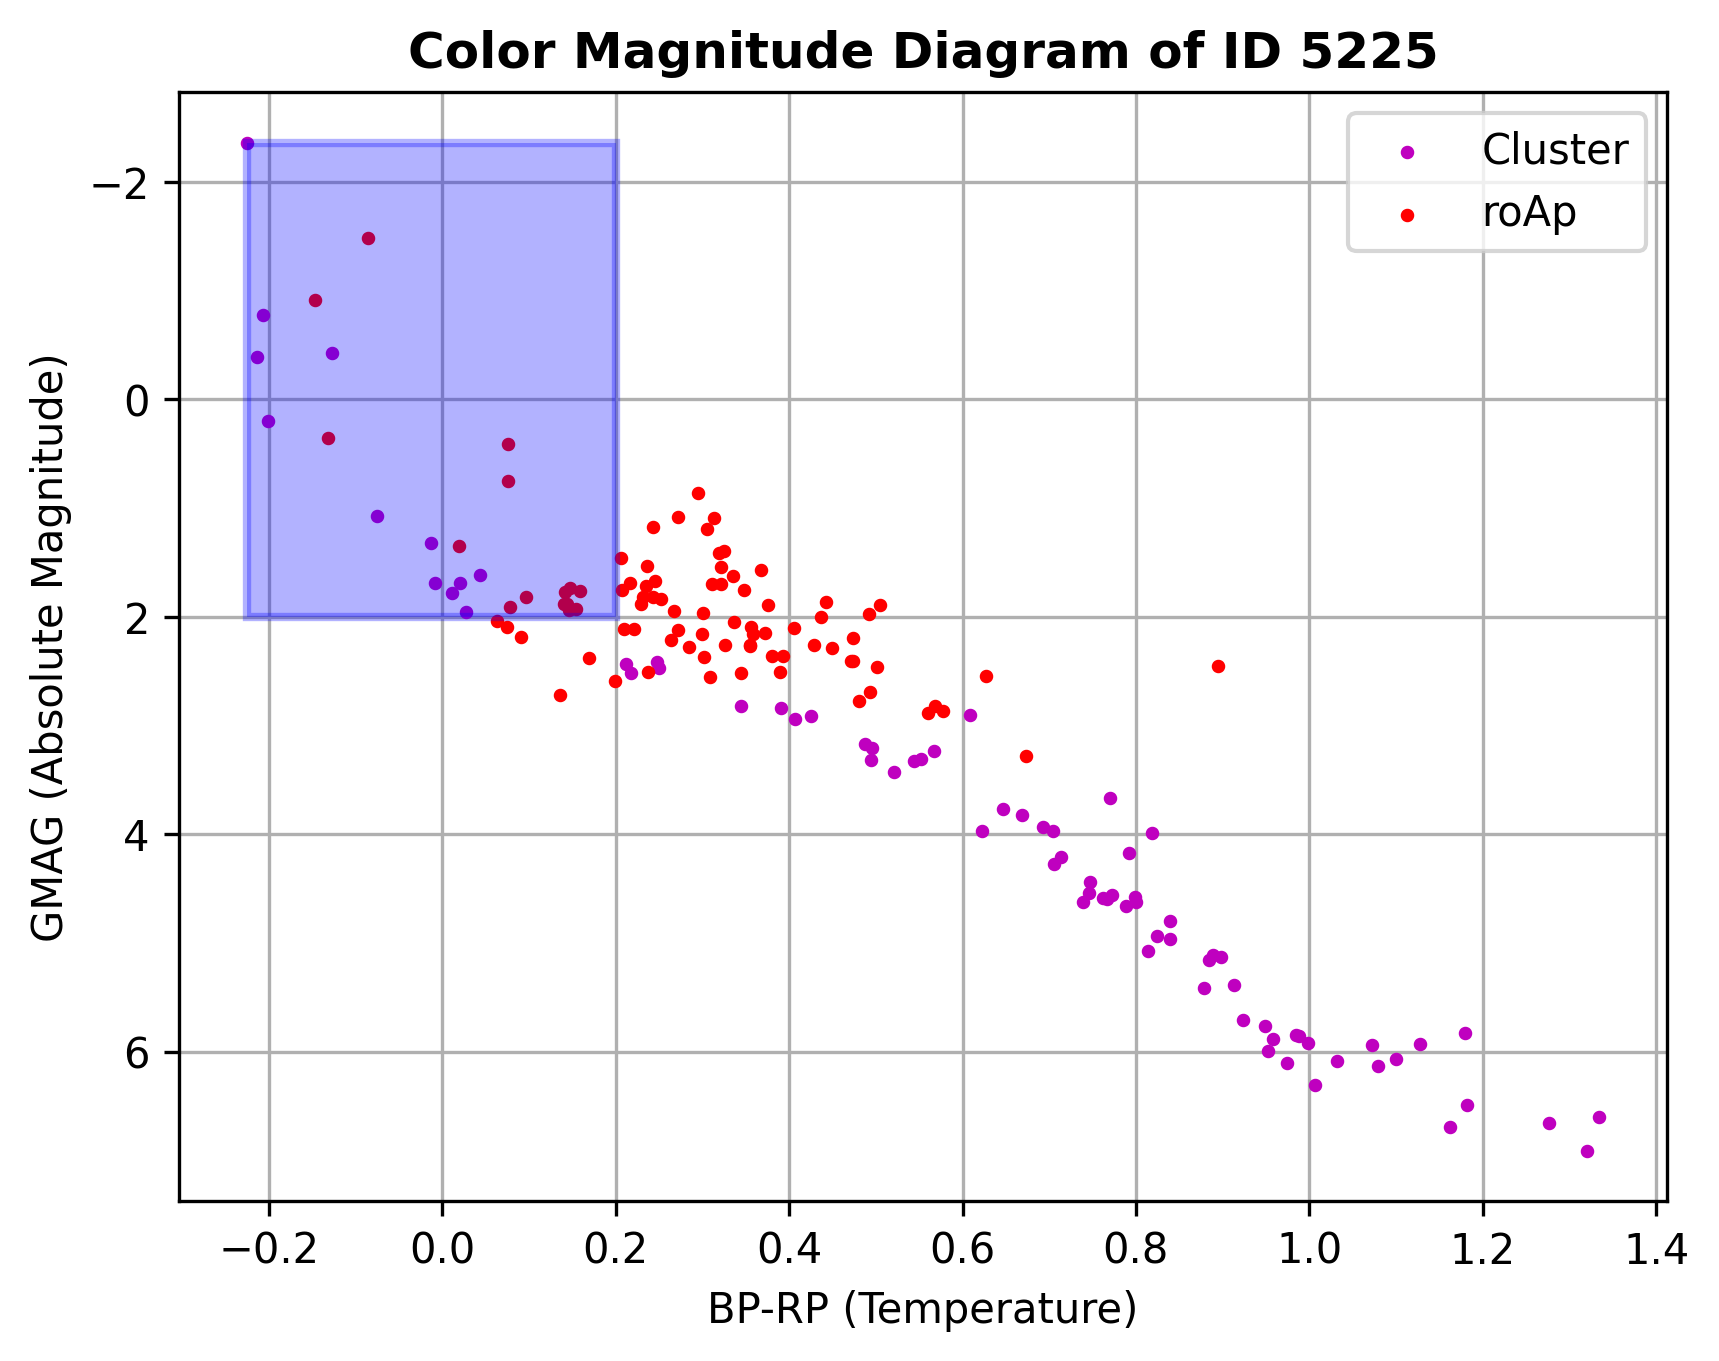 Color Magnitude Diagram of ID 5225
Cluster
roAp
−2
0
2
4
6
GMAG (Absolute Magnitude)
−0.2 0.0 0.2 0.4 0.6 0.8 1.0 1.2 1.4
BP-RP (Temperature)